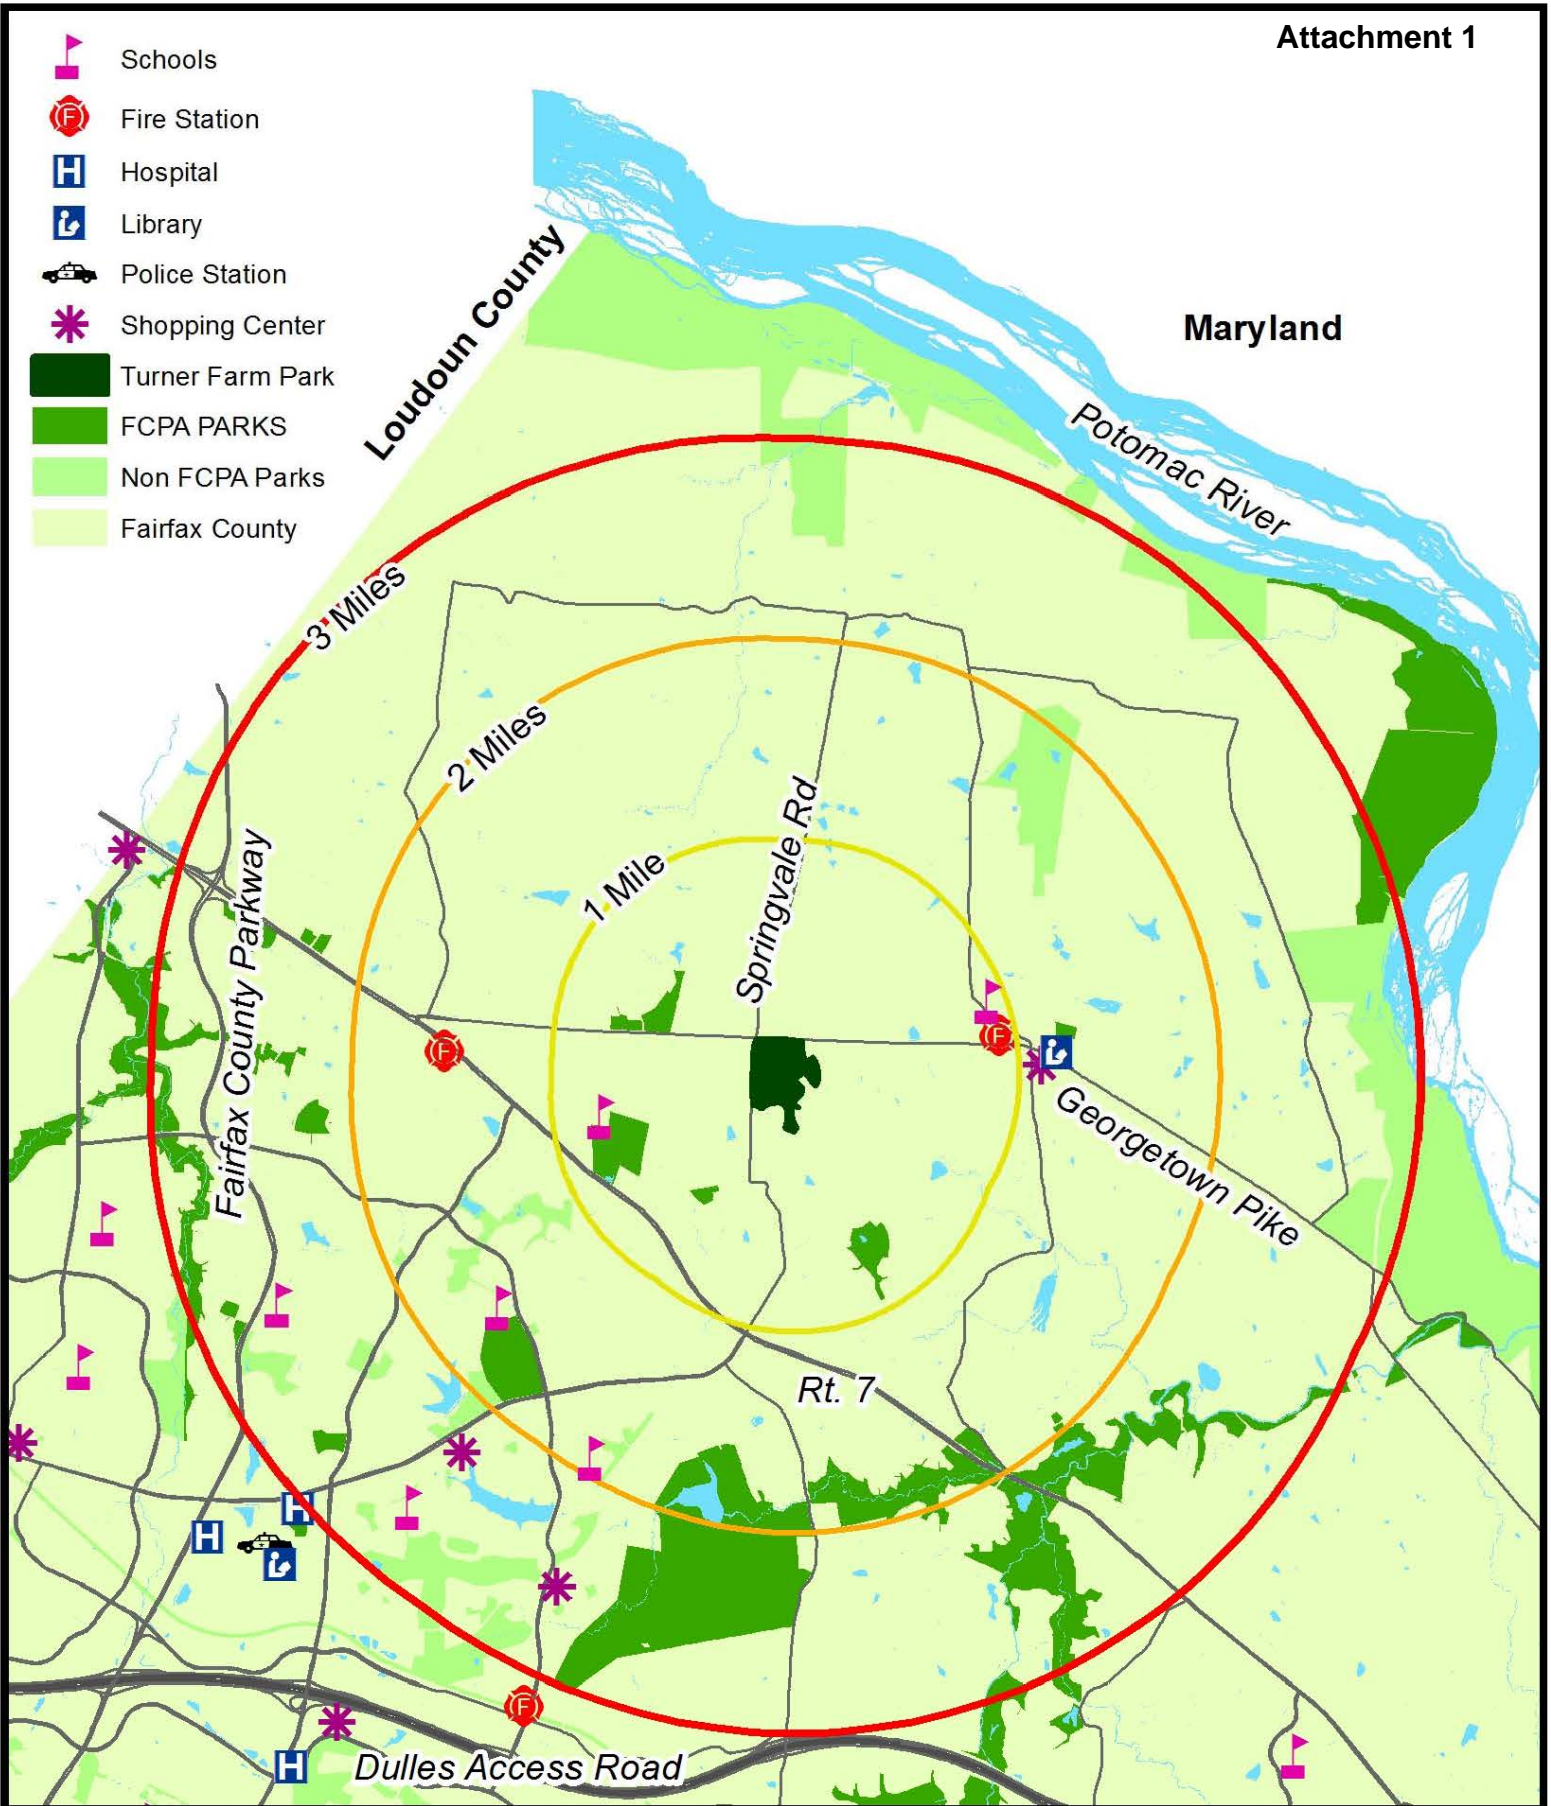 Attachment 1
Schools
F
Fire Station
H
Hospital
Library
Police Station
Shopping Center
Turner Farm Park
FCPA PARKS
Non FCPA Parks
Fairfax County
Loudoun County
Maryland
Potomac River
3 Miles
2 Miles
1 Mile
Springvale Rd
Fairfax County Parkway
F
F
Georgetown Pike
Rt. 7
H
H
F
H
Dulles Access Road